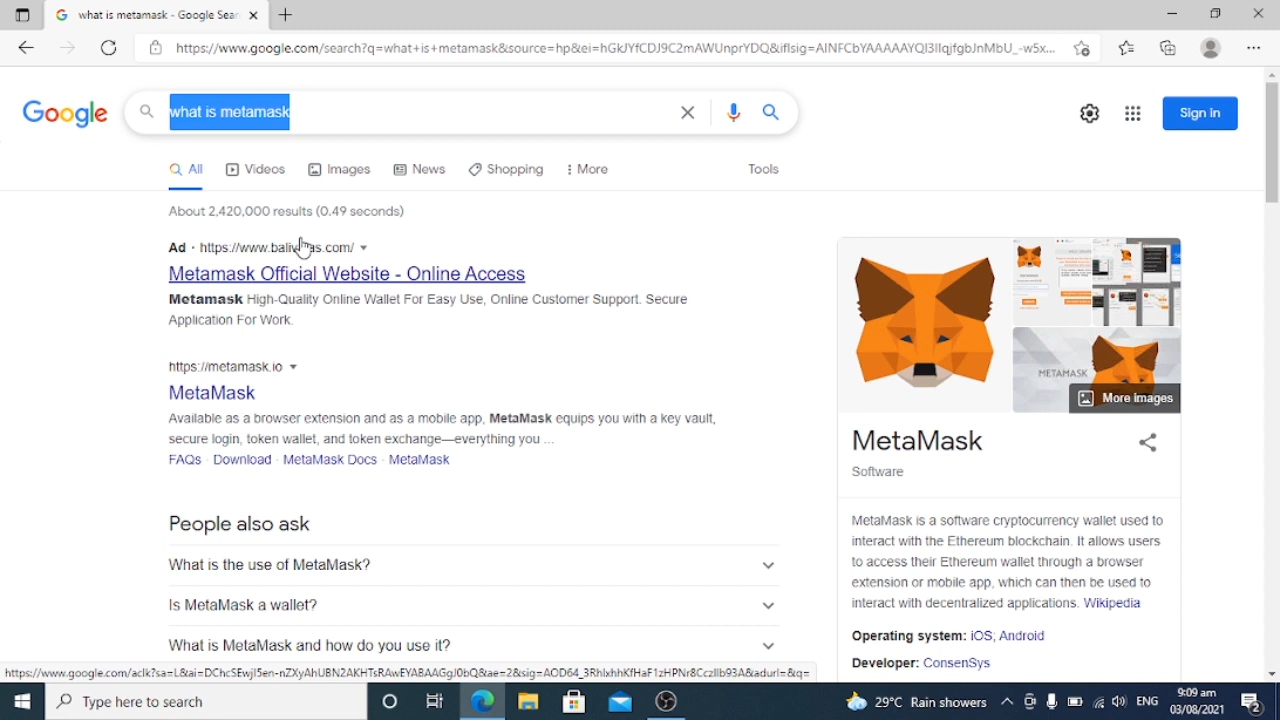 what is metamask - Google Sear
https://www.google.com/search?q=what+is+metamask&source=hp&ei=hGkJYfCDJ9C2mAWUnprYDQ&iflsig=AINFCbYAAAAAYQl3lIqjfgbJnMbU_-w5x...
Google
what is metamask
Sign in
All
Videos
Images
News
Shopping
More
Tools
About 2,420,000 results (0.49 seconds)
Ad · https://www.
Metamask Official Website - Online Access
Metamask High-Quality Online Wallet For Easy Use, Online Customer Support. Secure
Application For Work.
https://metamask.io
MetaMask
Available as a browser extension and as a mobile app, MetaMask equips you with a key vault,
secure login, token wallet, and token exchange—everything you ...
FAQs · Download · MetaMask Docs · MetaMask
People also ask
What is the use of MetaMask?
Is MetaMask a wallet?
What is MetaMask and how do you use it?
METAMASK
More images
MetaMask
Software
MetaMask is a software cryptocurrency wallet used to
interact with the Ethereum blockchain. It allows users
to access their Ethereum wallet through a browser
extension or mobile app, which can then be used to
interact with decentralized applications. Wikipedia
Operating system: iOS; Android
Developer: ConsenSys
Type here to search
29°C Rain showers
ENG
9:09 am
03/08/2021
2